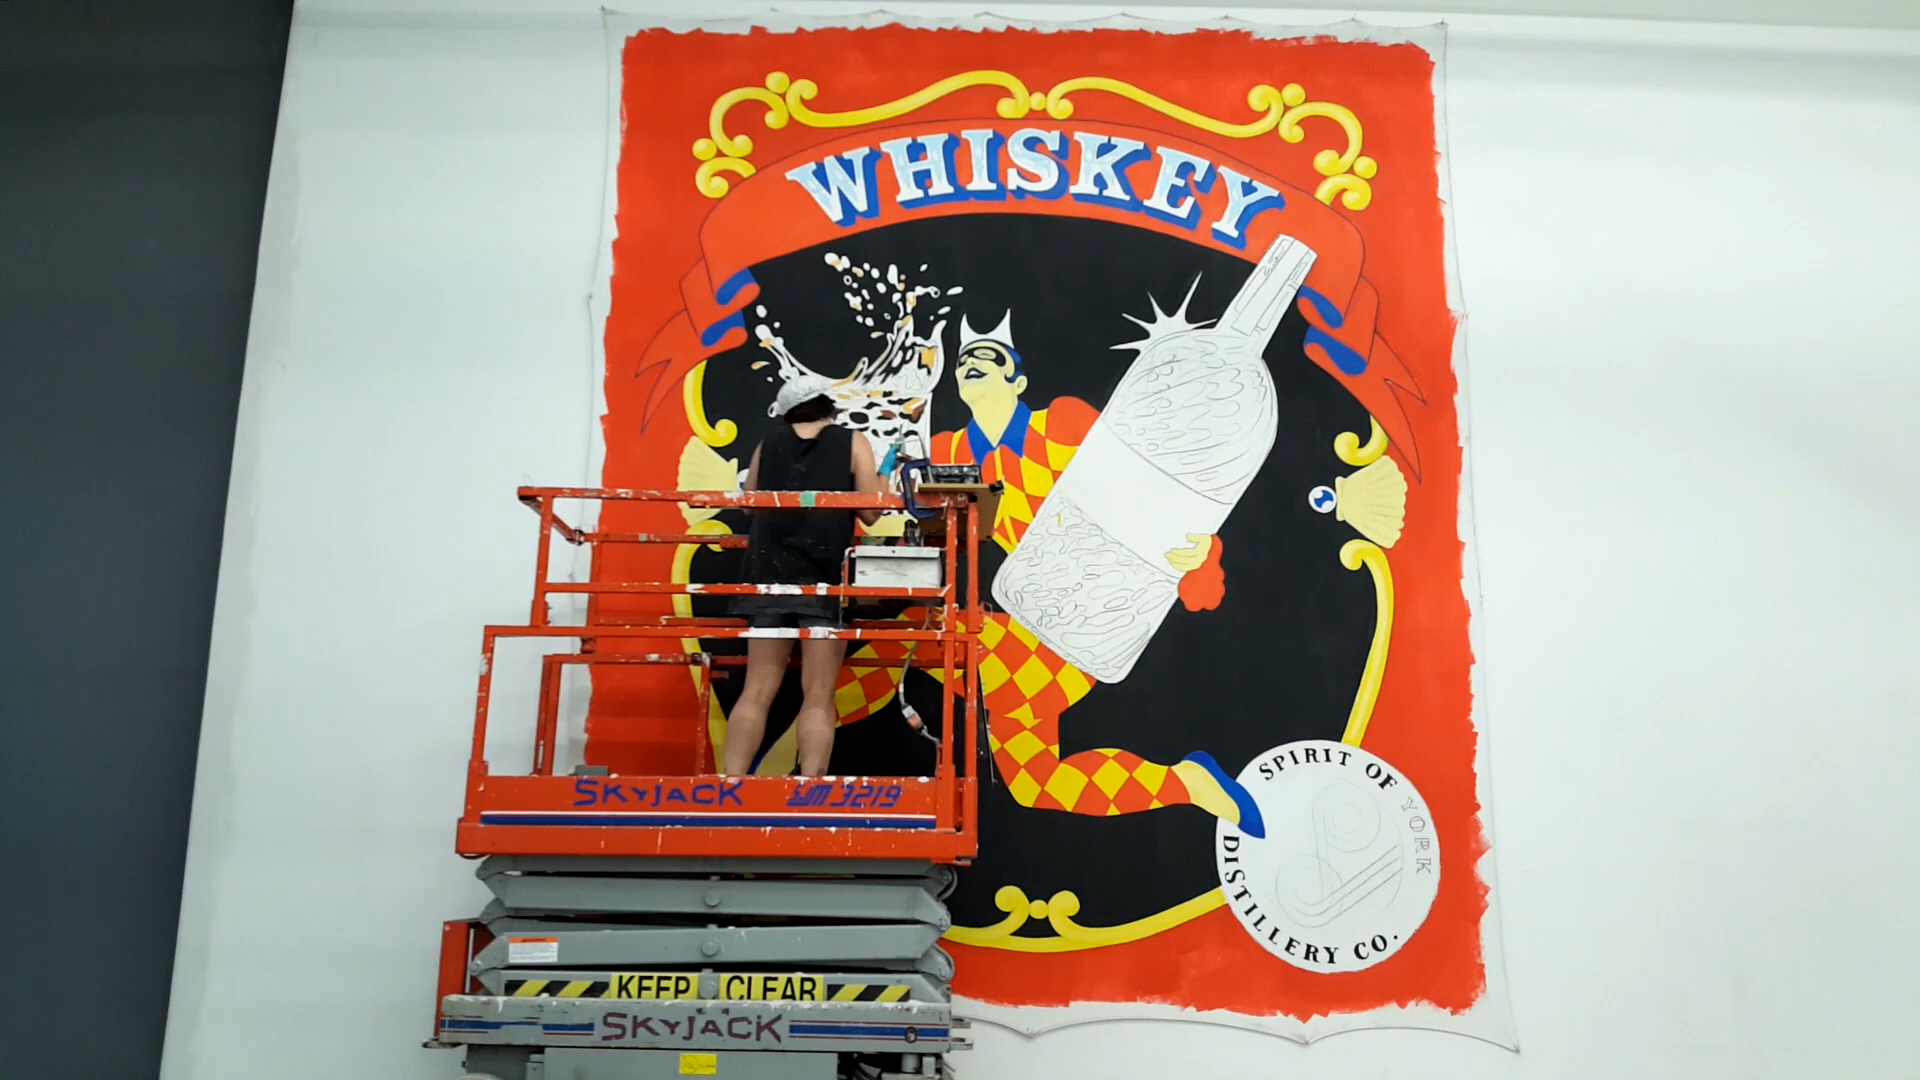 WHISKEY
SPIRIT OF YORK
DISTILLERY CO.
SKYJACK
SJM 3219
KEEP CLEAR
SKYJACK